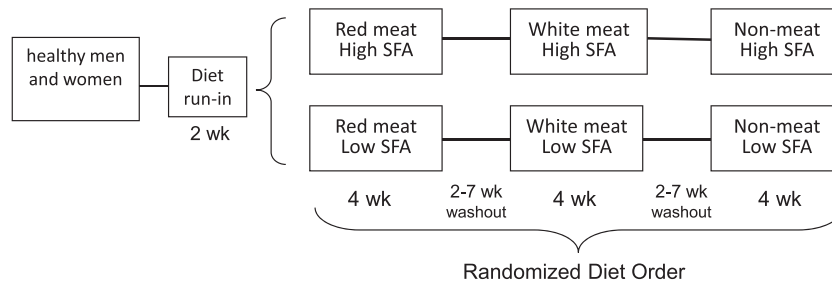 healthy men
and women
Diet
run-in
2 wk
Red meat
High SFA
White meat
High SFA
Non-meat
High SFA
Red meat
Low SFA
White meat
Low SFA
Non-meat
Low SFA
4 wk
2-7 wk
washout
4 wk
2-7 wk
washout
4 wk
Randomized Diet Order